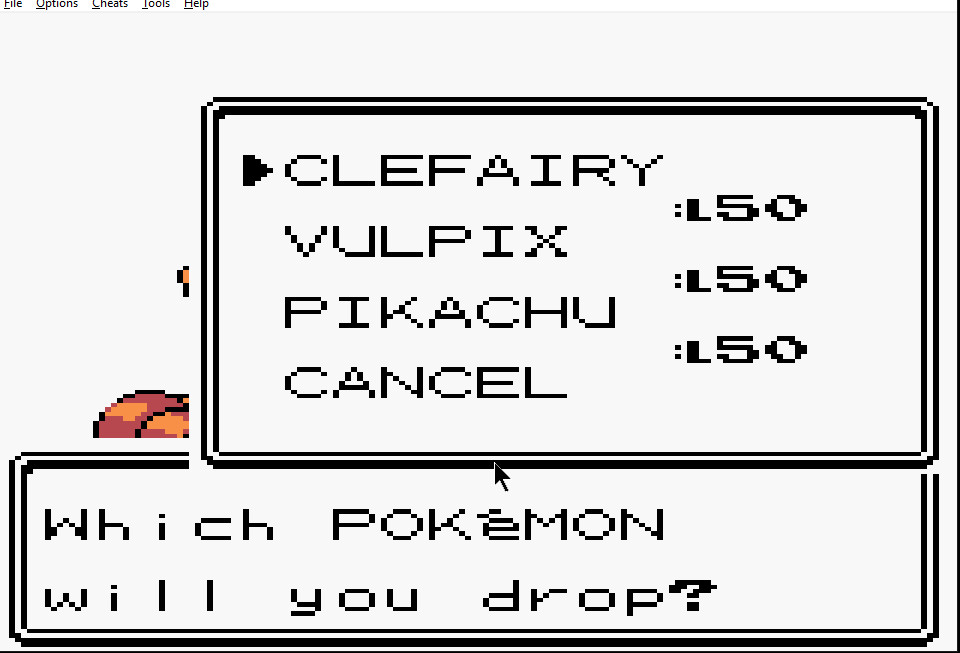 File Options Cheats Tools Help
CLEFAIRY
:L50
VULPIX
:L50
PIKACHU
:L50
CANCEL
Which POKéMON
will you drop?